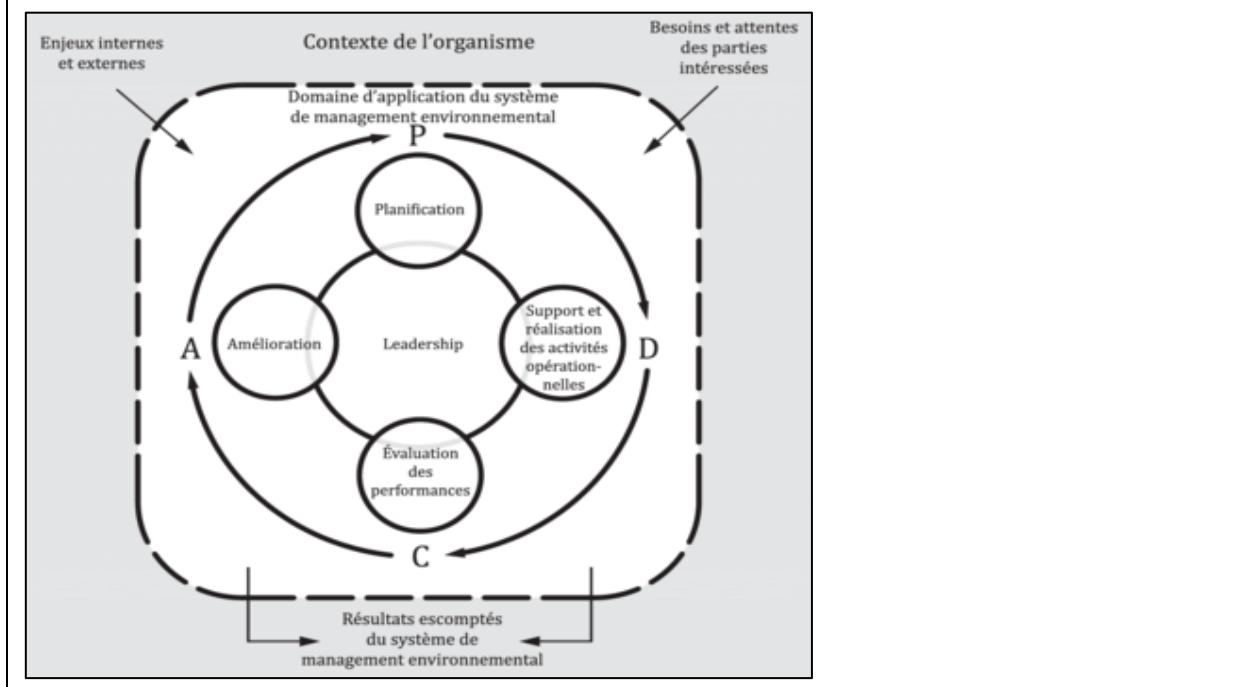 Enjeux internes
et externes
Contexte de l'organisme
Besoins et attentes
des parties
intéressées
Domaine d'application du système
de management environnemental
P
Planification
A
Amélioration
Leadership
Support et
réalisation
des activités
opération-
nelles
D
Évaluation
des
performances
C
Résultats escomptés
du système de
management environnemental